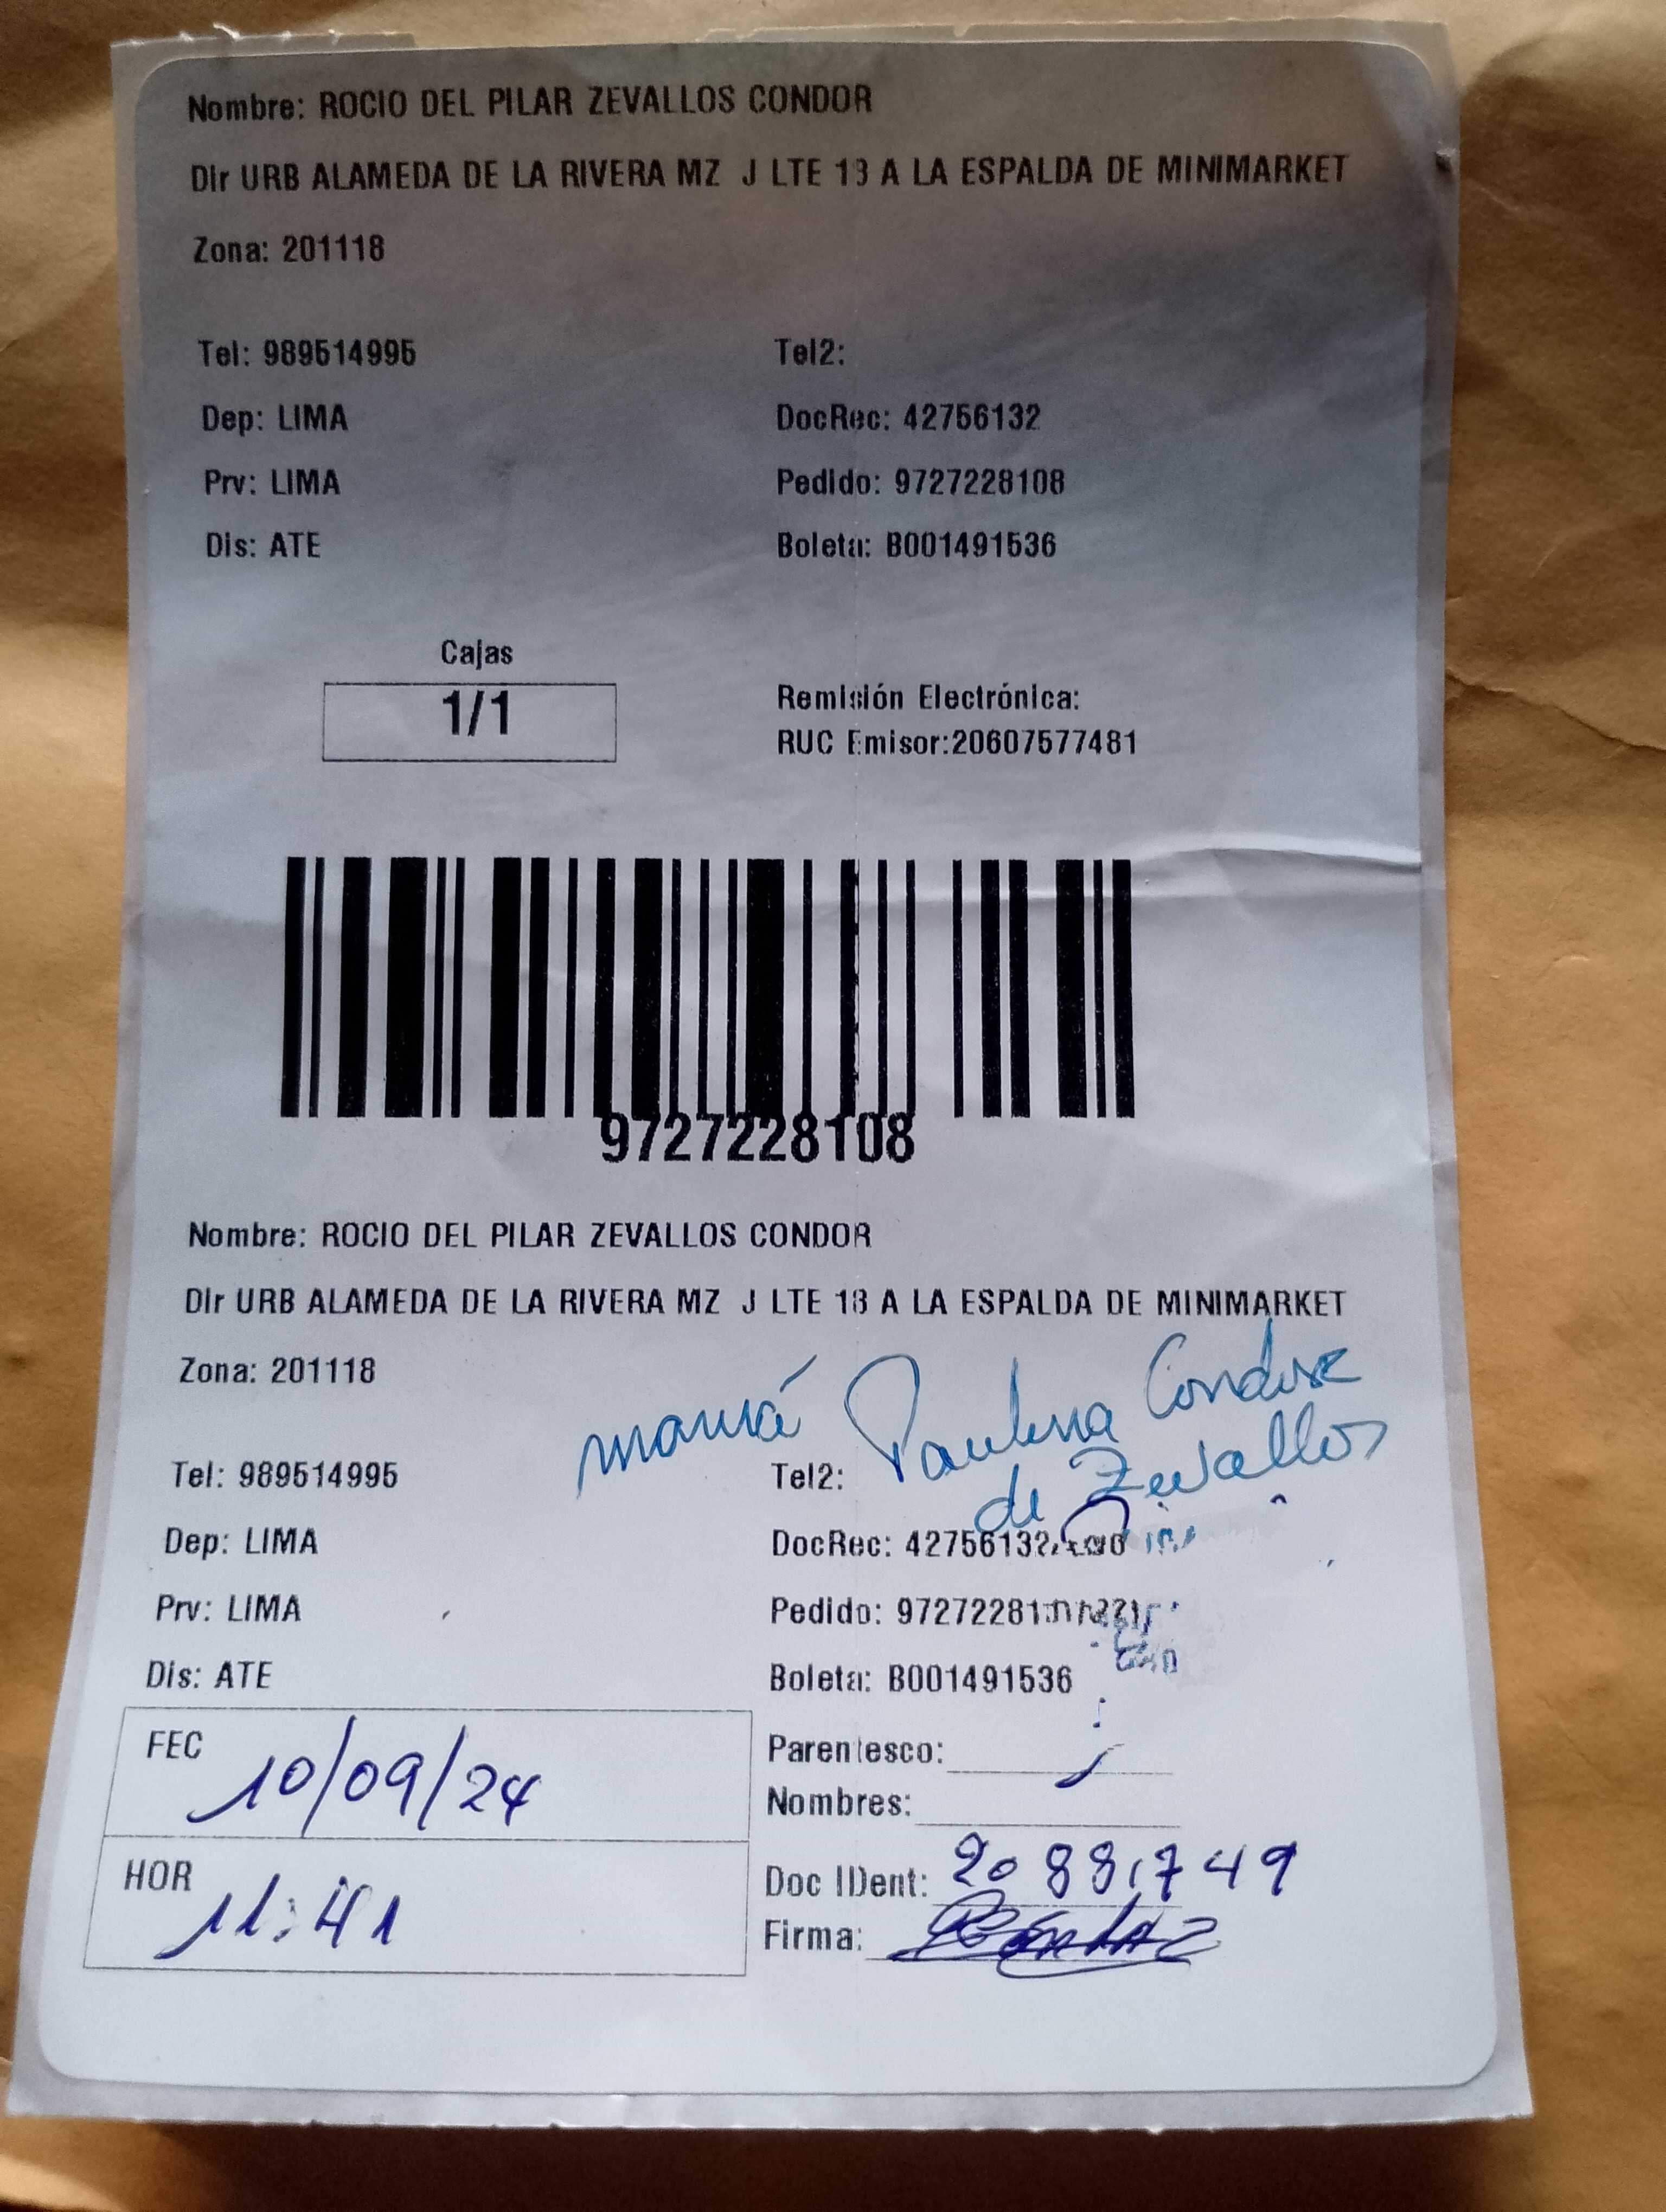 Nombre: ROCIO DEL PILAR ZEVALLOS CONDOR
Dir URB ALAMEDA DE LA RIVERA MZ J LTE 13 A LA ESPALDA DE MINIMARKET
Zona: 201118
Tel: 989514995 Tel2:
Dep: LIMA DocRec: 42756132
Prv: LIMA Pedido: 9727228108
Dis: ATE Boleta: B001491536
Cajas
1/1
Remisión Electrónica:
RUC Emisor:20607577481
9727228108
Nombre: ROCIO DEL PILAR ZEVALLOS CONDOR
Dir URB ALAMEDA DE LA RIVERA MZ J LTE 13 A LA ESPALDA DE MINIMARKET
Zona: 201118
mamá Paulina
de Zevallos
Tel: 989514995 Tel2:
Dep: LIMA DocRec: 42756132
Prv: LIMA Pedido:
Dis: ATE Boleta: B001491536
FEC 10/09/24
Parentesco:
Nombres:
HOR 11:41
Doc IDent:
Firma: